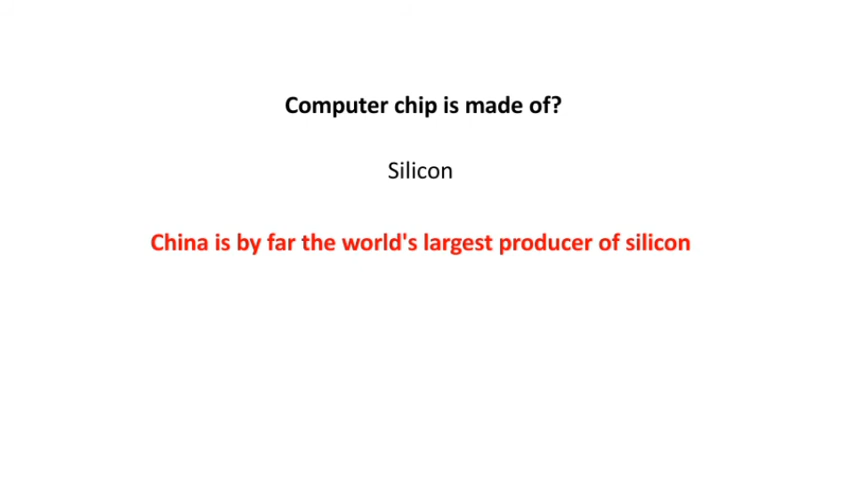 Computer chip is made of?
Silicon
China is by far the world's largest producer of silicon